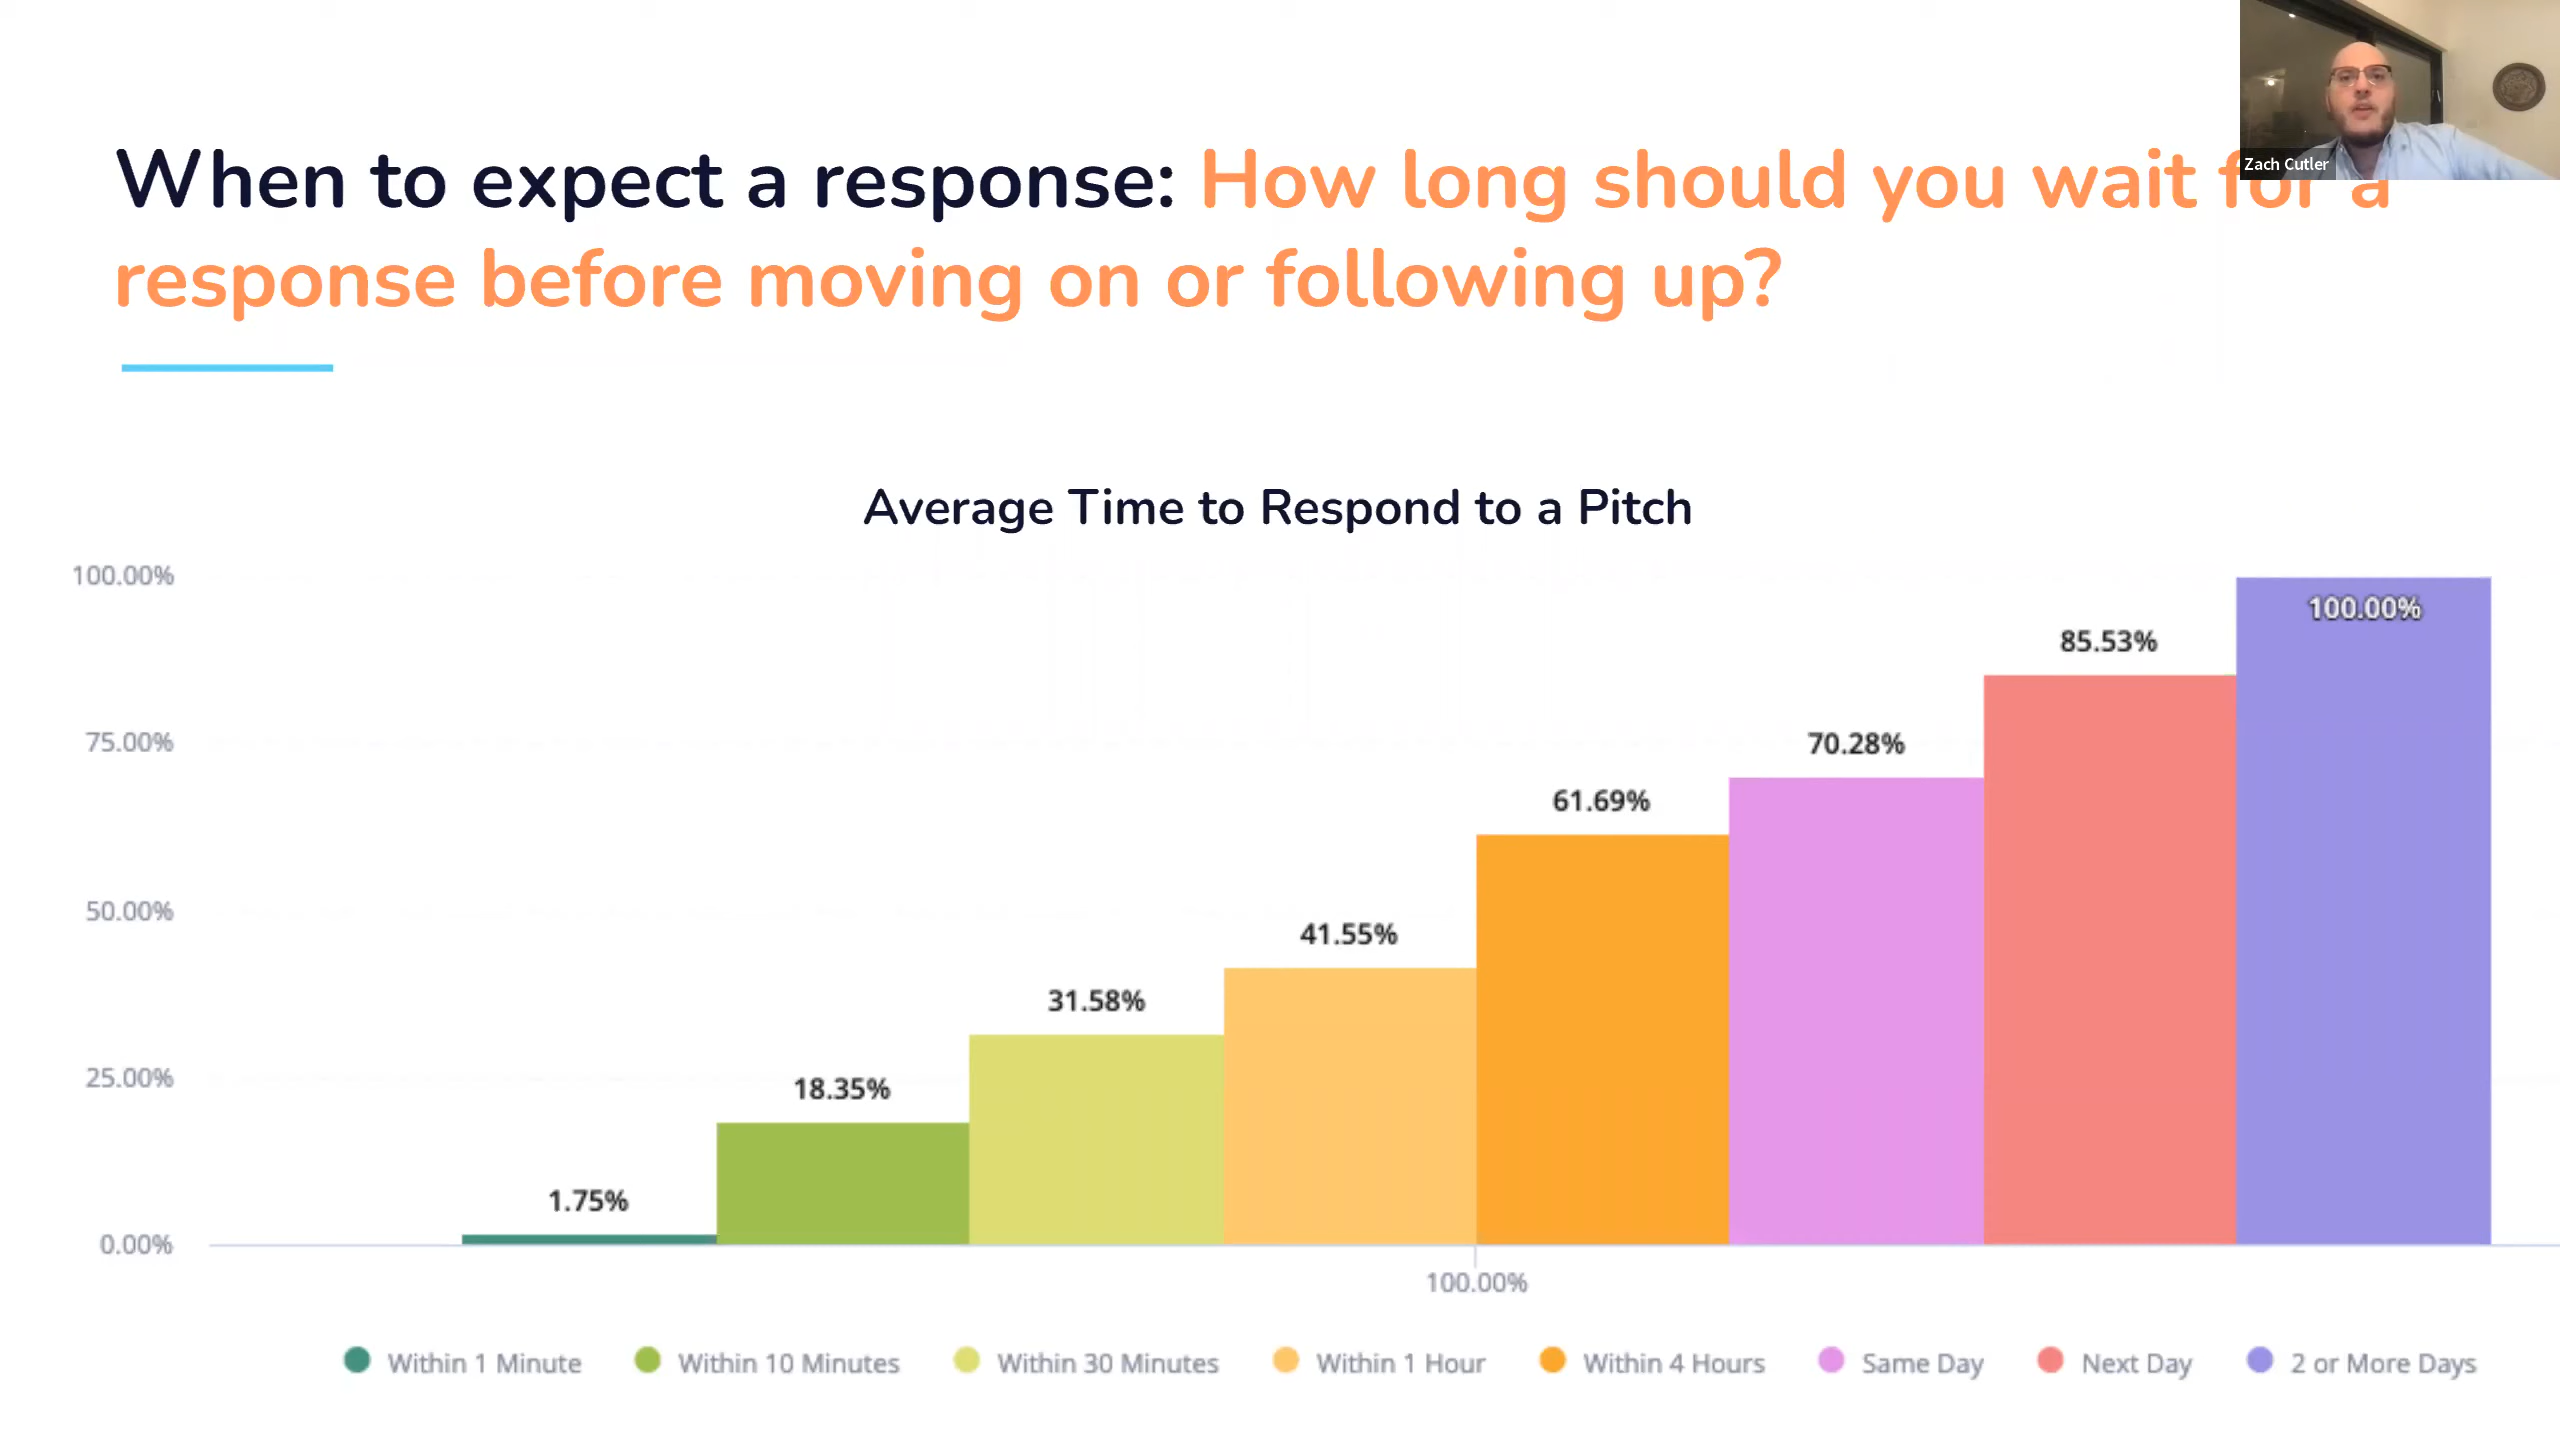 Zach Cutler
When to expect a response: How long should you wait for a
response before moving on or following up?
Average Time to Respond to a Pitch
100.00%
75.00%
50.00%
25.00%
0.00%
1.75%
18.35%
31.58%
41.55%
61.69%
70.28%
85.53%
100.00%
100.00%
Within 1 Minute Within 10 Minutes Within 30 Minutes Within 1 Hour Within 4 Hours Same Day Next Day 2 or More Days